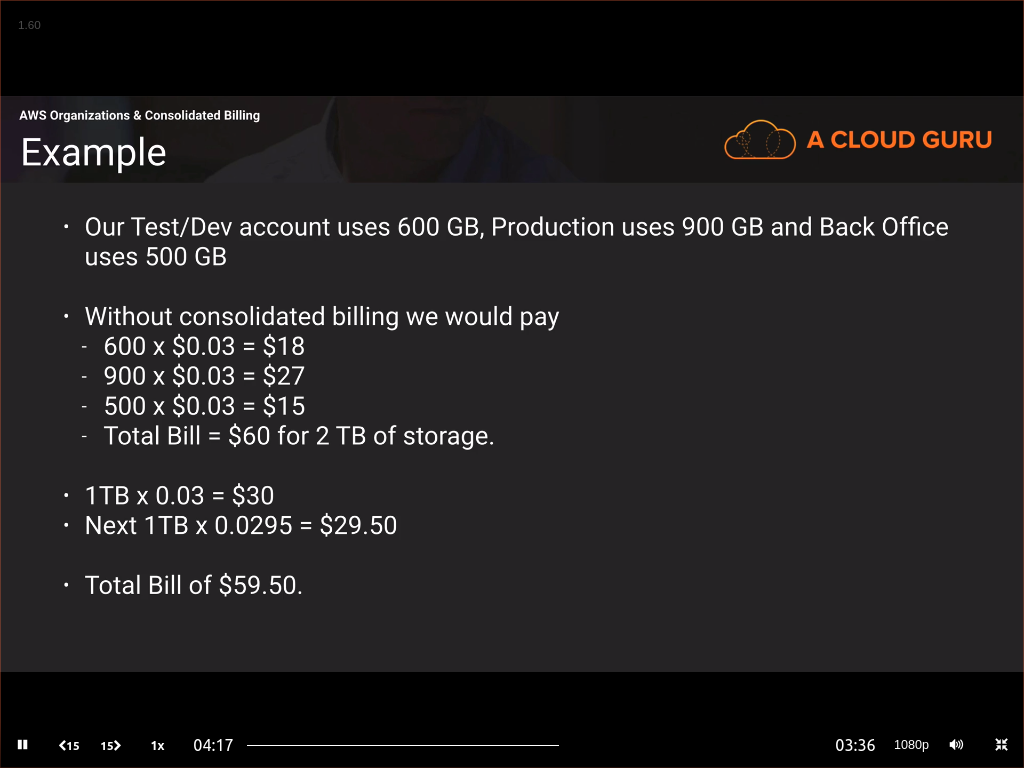 1.60
AWS Organizations & Consolidated Billing
Example
A CLOUD GURU
• Our Test/Dev account uses 600 GB, Production uses 900 GB and Back Office
uses 500 GB
• Without consolidated billing we would pay
- 600 x $0.03 = $18
- 900 x $0.03 = $27
- 500 x $0.03 = $15
- Total Bill = $60 for 2 TB of storage.
• 1TB x 0.03 = $30
• Next 1TB x 0.0295 = $29.50
• Total Bill of $59.50.
15 15 1x 04:17 03:36 1080p